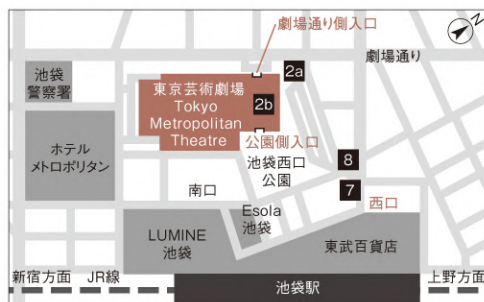 劇場通り側入口
N
劇場通り
池袋
警察署
2a
東京芸術劇場
Tokyo
Metropolitan
Theatre
2b
公園側入口
ホテル
メトロポリタン
池袋西口
公園
8
南口
7
西口
Esola
池袋
LUMINE
池袋
東武百貨店
新宿方面
JR線
上野方面
池袋駅